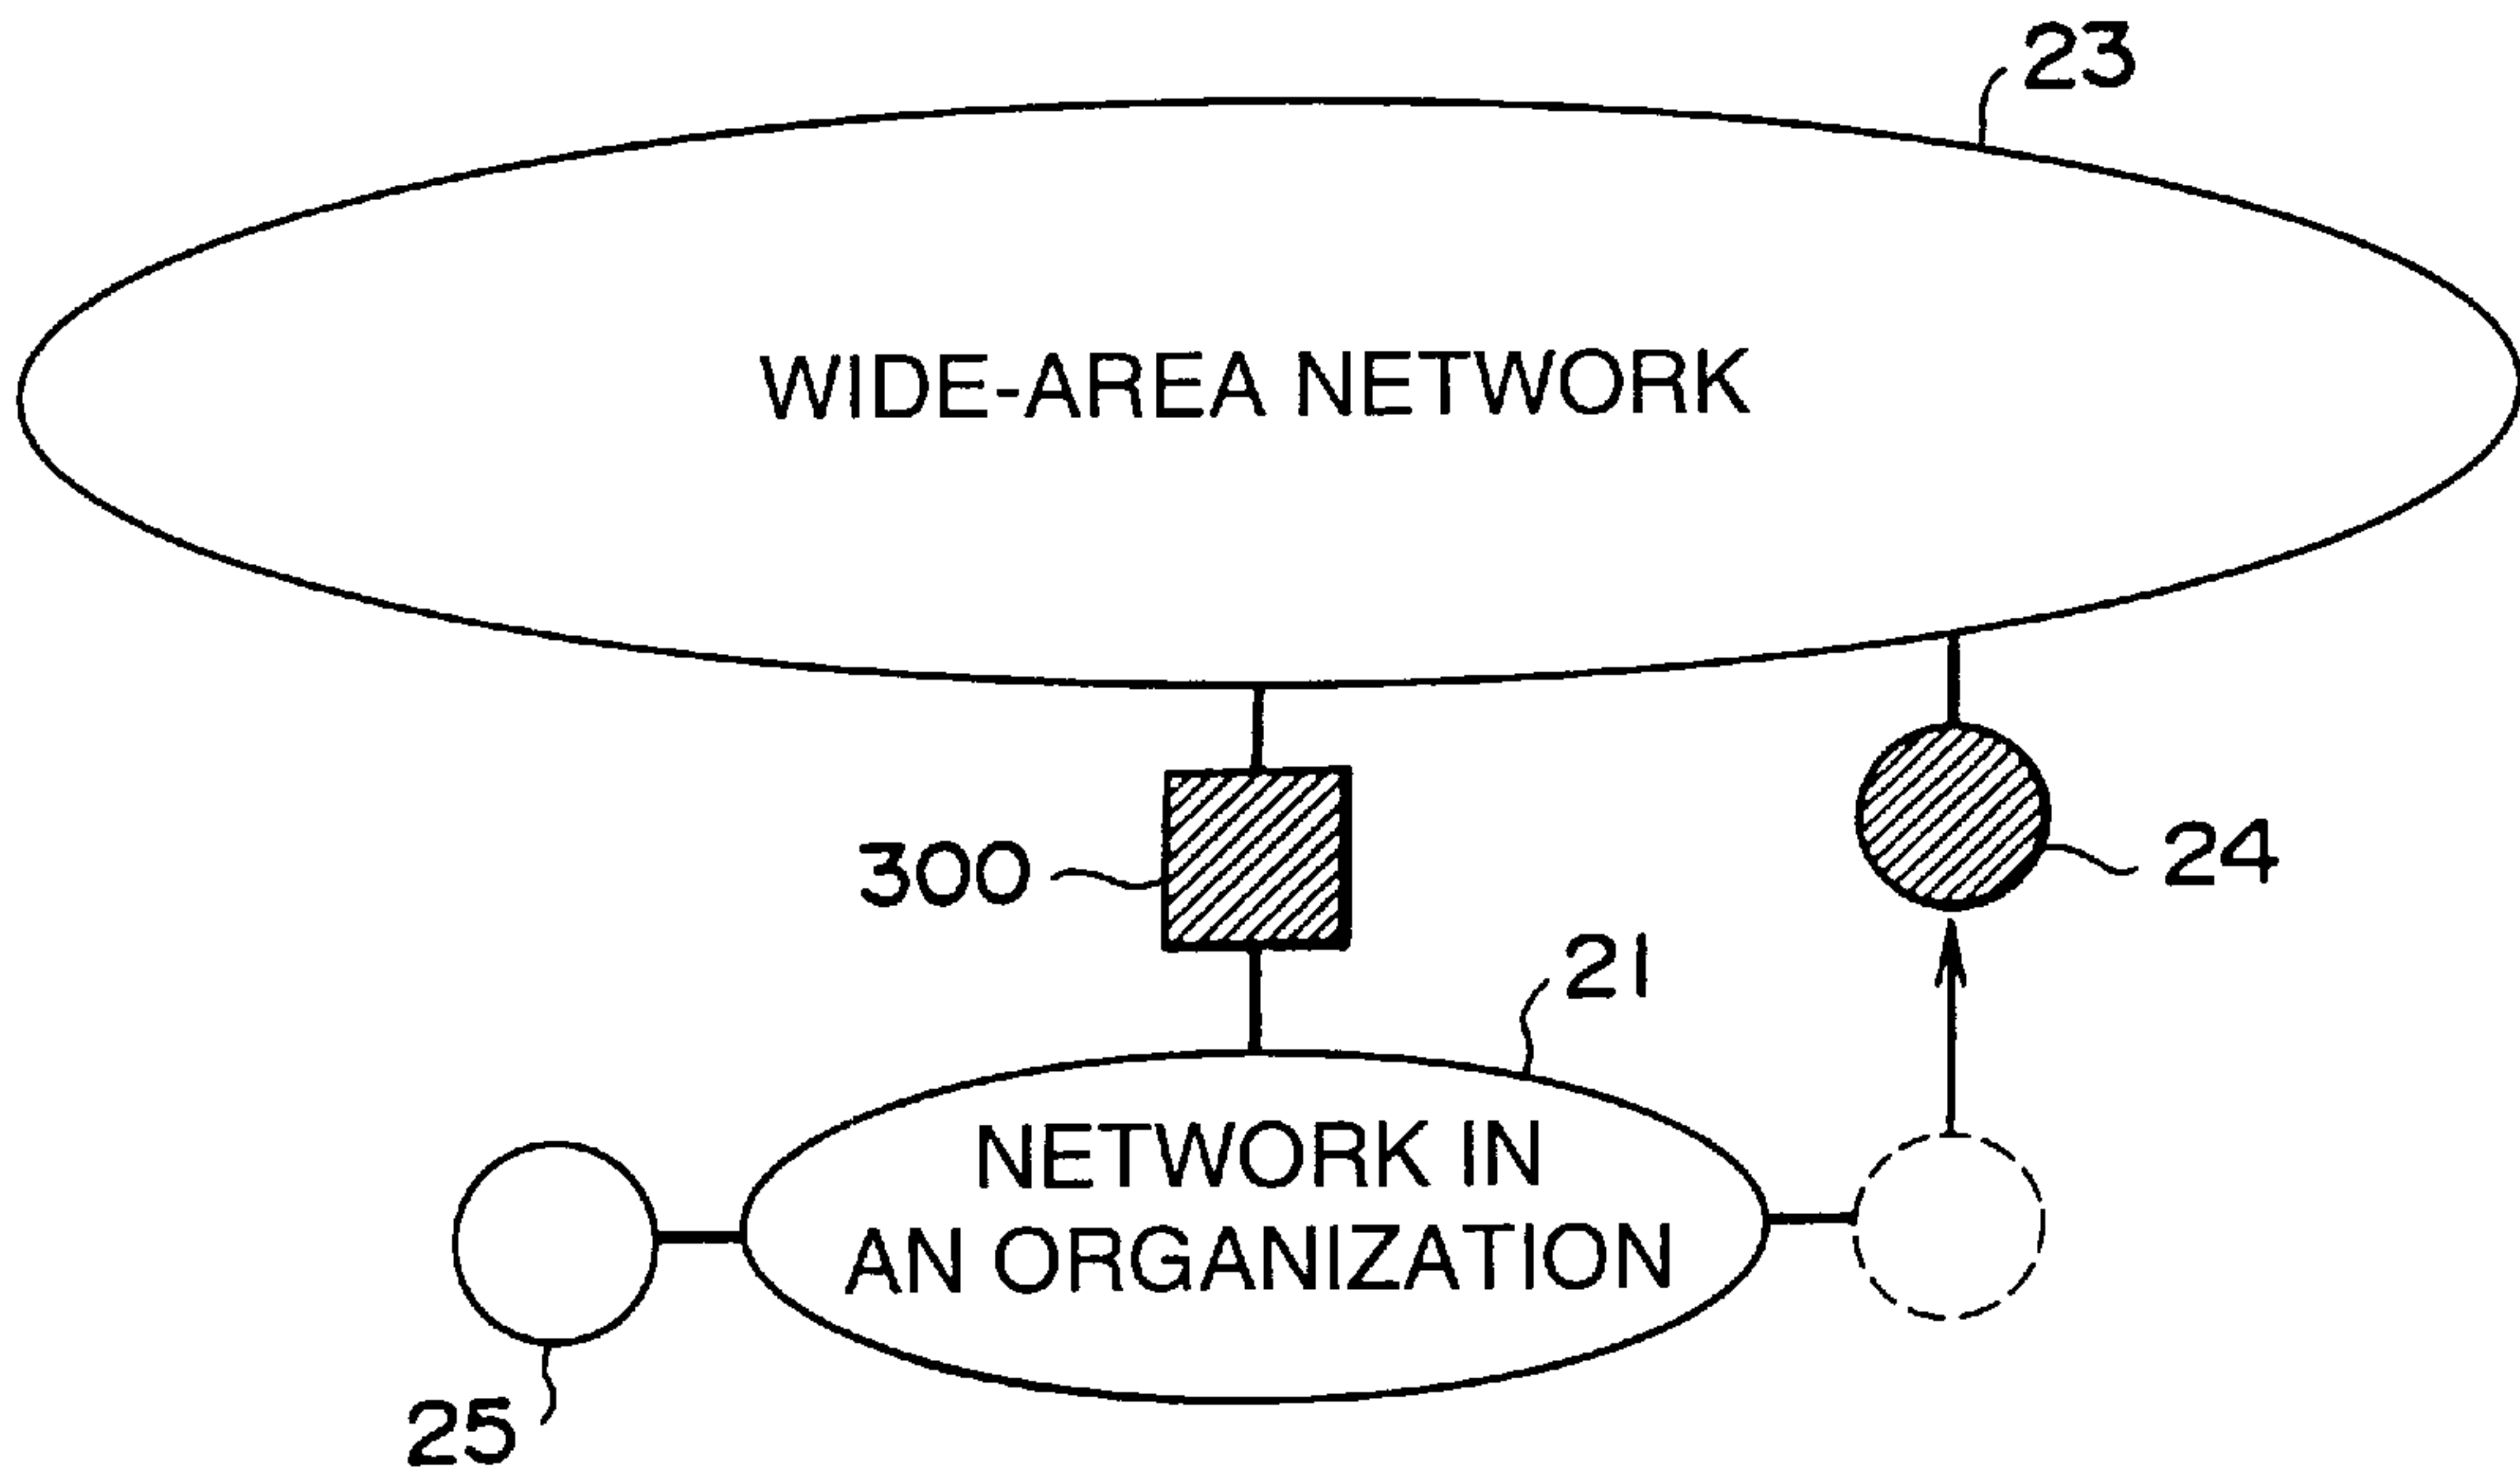 23
WIDE-AREA NETWORK
300
24
21
NETWORK IN
AN ORGANIZATION
25